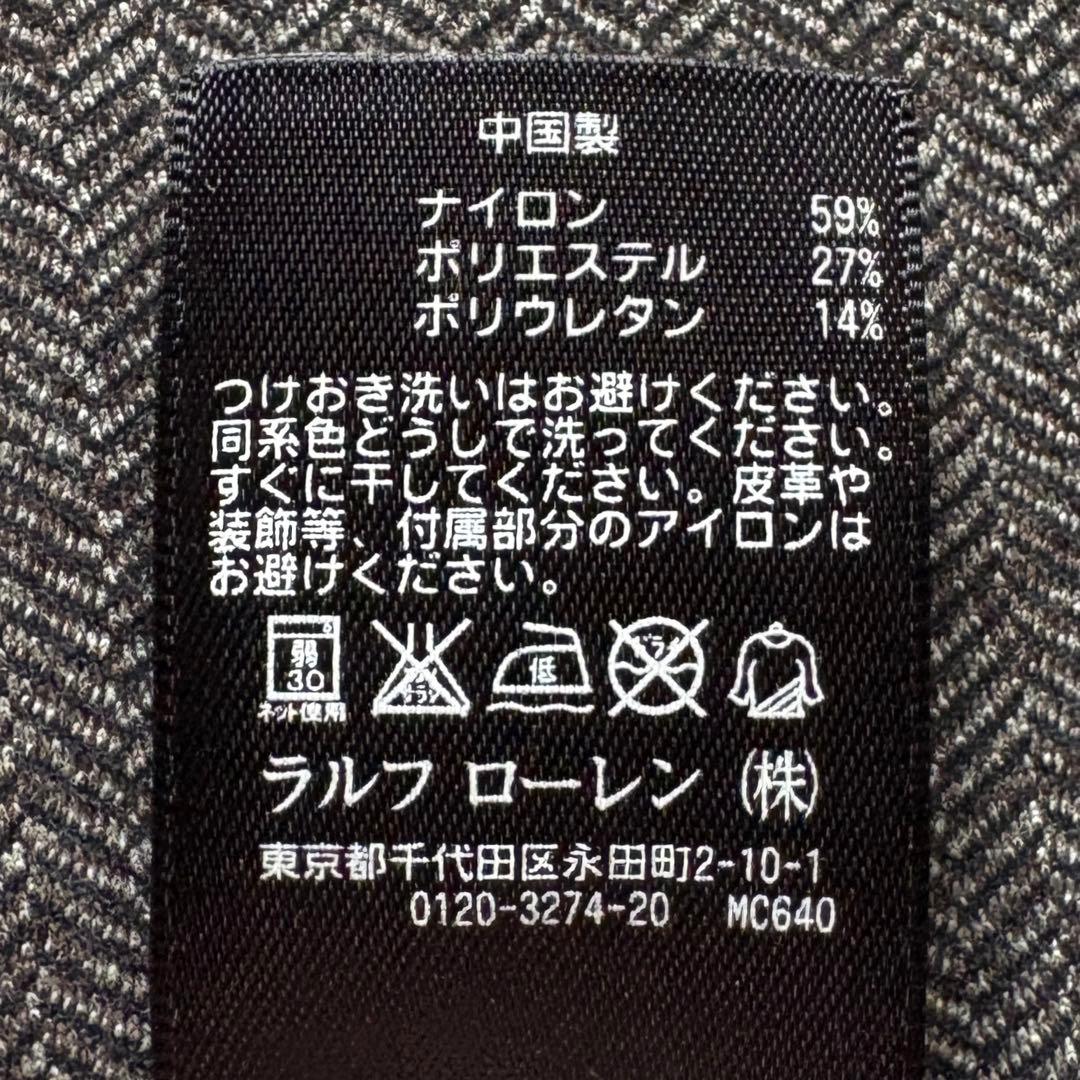 中国製
ナイロン 59%
ポリエステル 27%
ポリウレタン 14%
つけおき洗いはお避けください。
同系色どうしで洗ってください。
すぐに干してください。皮革や
装飾等、付属部分のアイロンは
お避けください。
弱 30 低 ドライ
ネット使用
ラルフ ローレン (株)
東京都千代田区永田町2-10-1
0120-3274-20 MC640